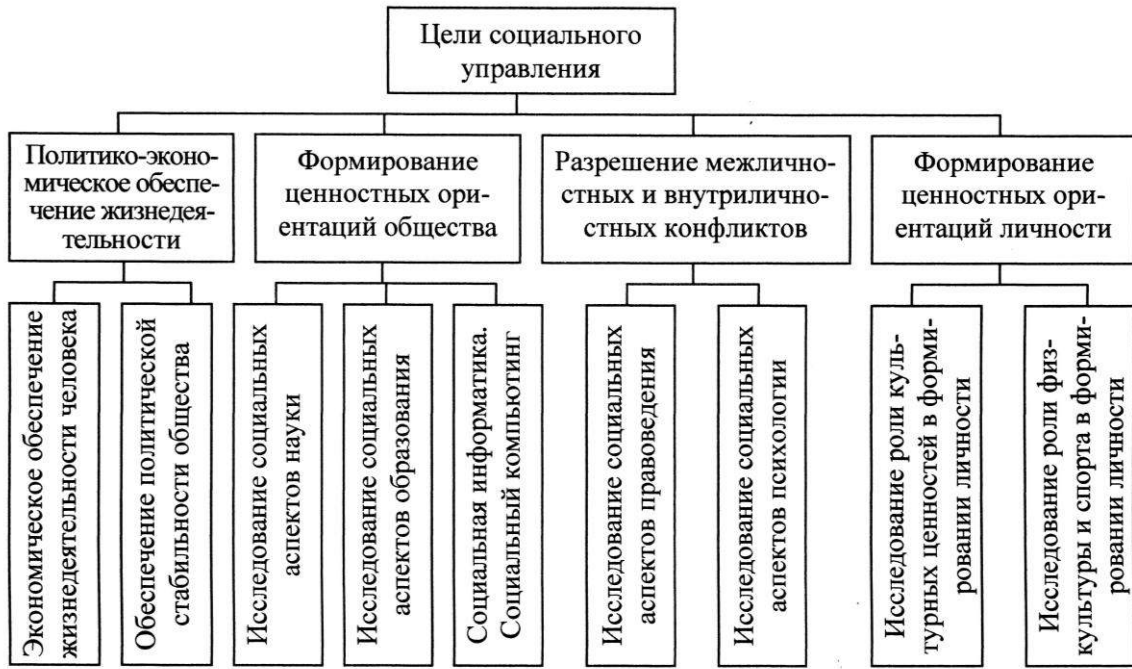 Цели социального
управления
Политико-эконо-
мическое обеспе-
чение жизнедея-
тельности
Формирование
ценностных ори-
ентаций общества
Разрешение межлично-
стных и внутрилично-
стных конфликтов
Формирование
ценностных ори-
ентаций личности
Экономическое обеспечение
жизнедеятельности человека
Обеспечение политической
стабильности общества
Исследование социальных
аспектов науки
Исследование социальных
аспектов образования
Социальная информатика.
Социальный компьютинг
Исследование социальных
аспектов правоведения
Исследование социальных
аспектов психологии
Исследование роли куль-
турных ценностей в форми-
ровании личности
Исследование роли физ-
культуры и спорта в форми-
ровании личности